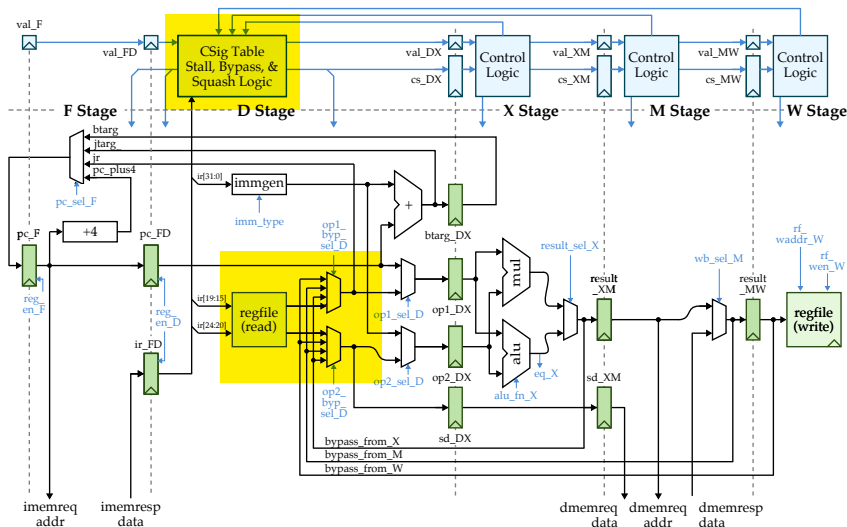 val_F
val_FD
CSig Table
Stall, Bypass, &
Squash Logic
val_DX
cs_DX
Control
Logic
val_XM
cs_XM
Control
Logic
val_MW
cs_MW
Control
Logic
F Stage
D Stage
X Stage
M Stage
W Stage
btarg
jtarg
jr
pc_plus4
pc_sel_F
ir[31:0]
immgen
imm_type
+
+4
pc_F
pc_FD
btarg_DX
reg_
en_F
reg_
en_D
ir_FD
op1_
byp_
sel_D
ir[19:15]
ir[24:20]
regfile
(read)
op1_sel_D
op1_DX
mul
result_sel_X
result
_XM
wb_sel_M
result
_MW
rf_
waddr_W
rf_
wen_W
regfile
(write)
op2_
byp_
sel_D
op2_sel_D
op2_DX
alu
alu_fn_X
eq_X
sd_XM
sd_DX
bypass_from_X
bypass_from_M
bypass_from_W
imemreq
addr
imemresp
data
dmemreq
data
dmemreq
addr
dmemresp
data